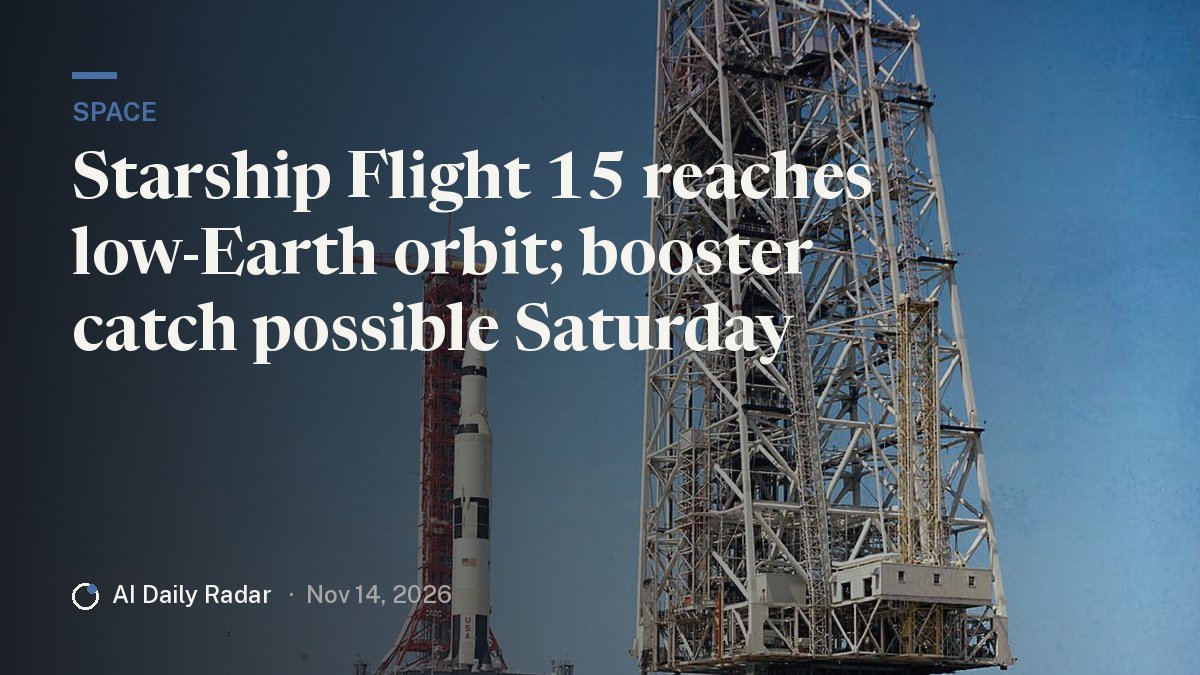 SPACE
Starship Flight 15 reaches
low-Earth orbit; booster
catch possible Saturday
AI Daily Radar · Nov 14, 2026
USA